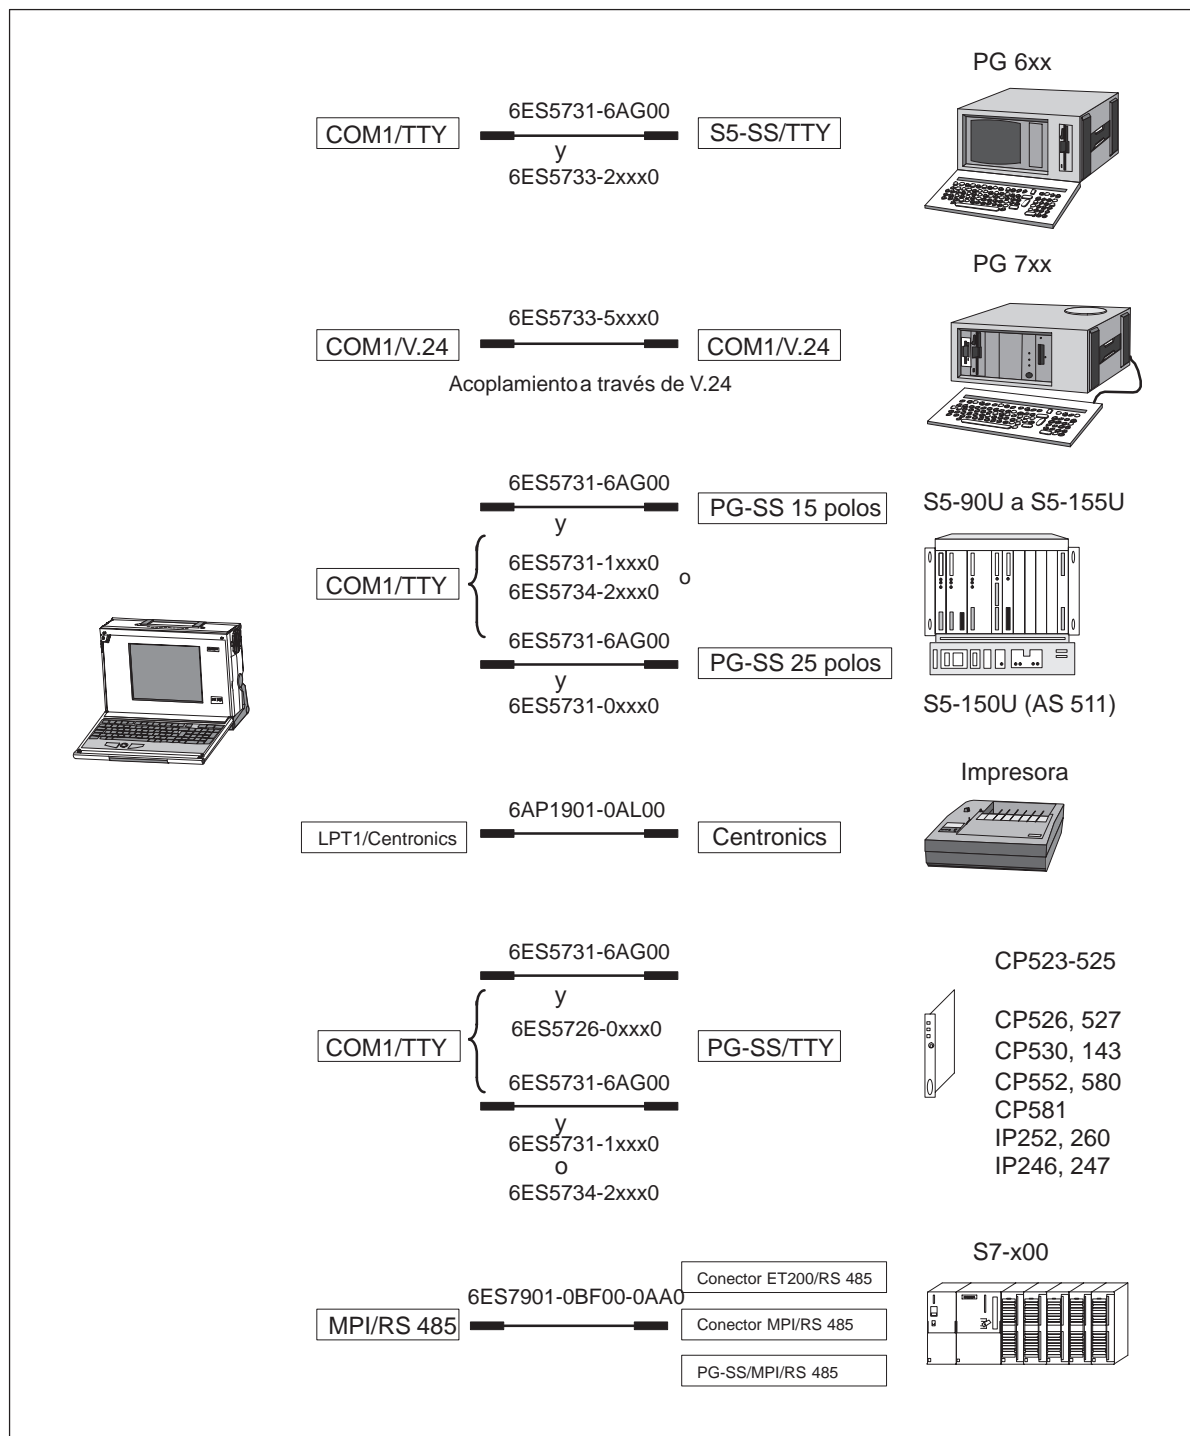 PG 6xx
6ES5731-6AG00
COM1/TTY
S5-SS/TTY
y
6ES5733-2xxx0
PG 7xx
6ES5733-5xxx0
COM1/V.24
COM1/V.24
Acoplamiento a través de V.24
6ES5731-6AG00
PG-SS 15 polos
S5-90U a S5-155U
y
6ES5731-1xxx0
o
COM1/TTY
6ES5734-2xxx0
6ES5731-6AG00
PG-SS 25 polos
y
6ES5731-0xxx0
S5-150U (AS 511)
Impresora
6AP1901-0AL00
LPT1/Centronics
Centronics
6ES5731-6AG00
CP523-525
y
6ES5726-0xxx0
CP526, 527
COM1/TTY
PG-SS/TTY
CP530, 143
6ES5731-6AG00
CP552, 580
CP581
y
6ES5731-1xxx0
IP252, 260
o
IP246, 247
6ES5734-2xxx0
S7-x00
Conector ET200/RS 485
6ES7901-0BF00-0AA0
MPI/RS 485
Conector MPI/RS 485
PG-SS/MPI/RS 485